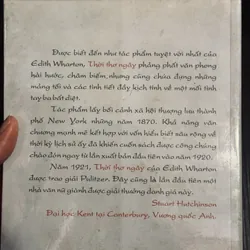 Được biết đến như tác phẩm tuyệt vời nhất của
Edith Wharton, Thời thơ ngây phảng phất văn phong
hài hước, châm biếm, nhưng cũng chứa đựng những
mảng tối và các tình tiết đầy kịch tính về một mối tình
tay ba bất diệt.
Tác phẩm lấy bối cảnh xã hội thượng lưu thành
phố New York những năm 1870. Khả năng văn
chương mạnh mẽ kết hợp với vốn hiểu biết sâu rộng về
thời kỳ lịch sử ấy đã khiến cuốn sách được công chúng
chào đón ngay từ lần xuất bản đầu tiên vào năm 1920.
Năm 1921, Thời thơ ngây của Edith Wharton
được trao giải Pulitzer. Đây cũng là lần đầu tiên một
nhà văn nữ giành được giải thưởng danh giá này.
Stuart Hutchinson
Đại học Kent tại Canterbury, Vương quốc Anh.